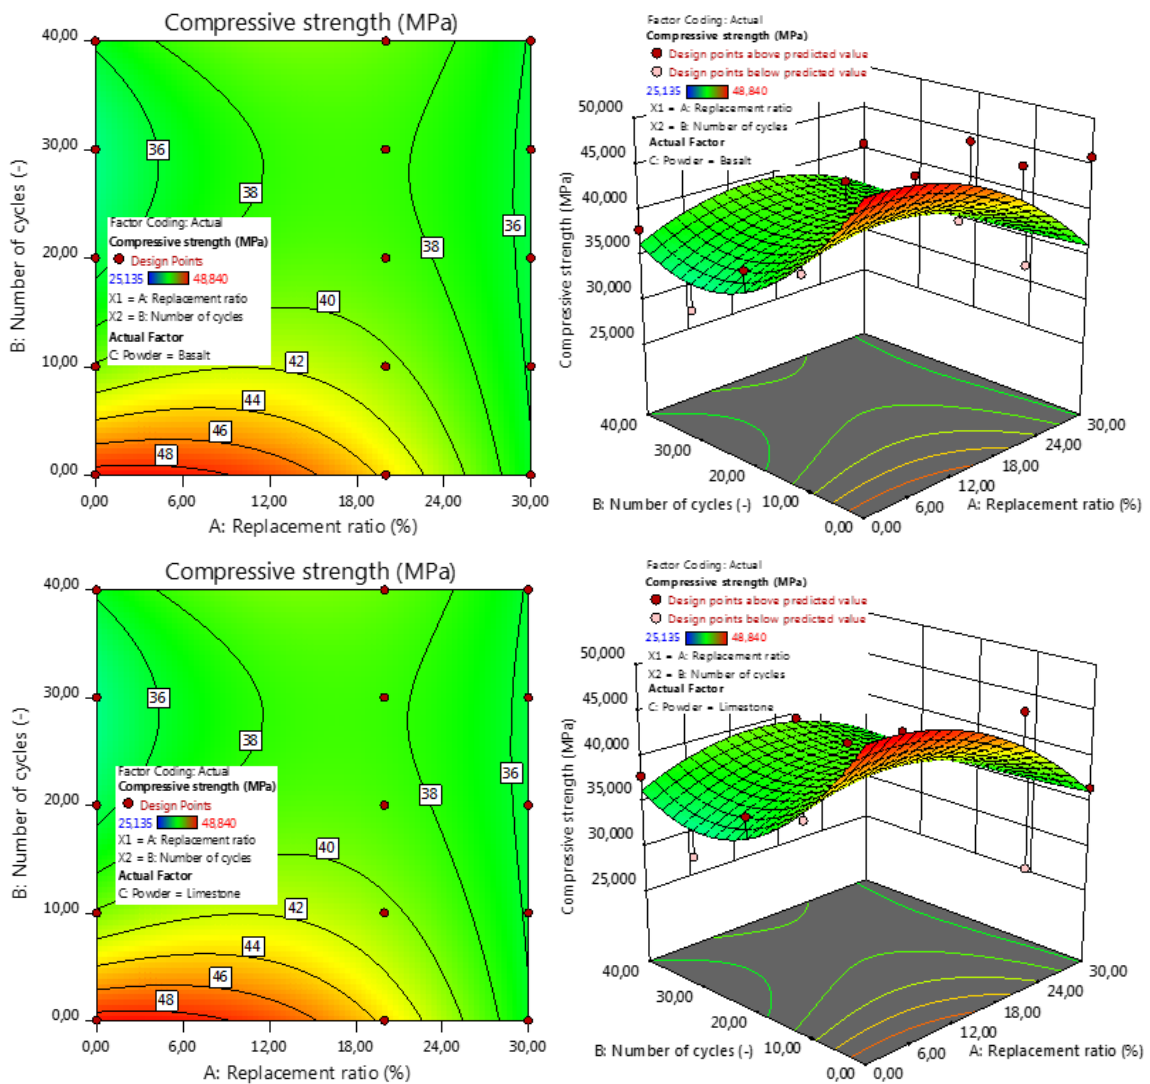 Compressive strength (MPa)
40,00
30,00
20,00
10,00
0,00
B: Number of cycles (-)
36
38
36
38
40
42
44
46
48
Factor Coding: Actual
Compressive strength (MPa)
Design Points
25,135 48,840
X1 = A: Replacement ratio
X2 = B: Number of cycles
Actual Factor
C: Powder = Basalt
0,00 6,00 12,00 18,00 24,00 30,00
A: Replacement ratio (%)
Factor Coding: Actual
Compressive strength (MPa)
Design points above predicted value
Design points below predicted value
25,135 48,840
X1 = A: Replacement ratio
X2 = B: Number of cycles
Actual Factor
C: Powder = Basalt
50,000
45,000
40,000
35,000
30,000
25,000
Compressive strength (MPa)
40,00
30,00
20,00
10,00
0,00
B: Number of cycles (-)
0,00
6,00
12,00
18,00
24,00
30,00
A: Replacement ratio (%)
Compressive strength (MPa)
40,00
30,00
20,00
10,00
0,00
B: Number of cycles (-)
36
38
36
38
40
42
44
46
48
Factor Coding: Actual
Compressive strength (MPa)
Design Points
25,135 48,840
X1 = A: Replacement ratio
X2 = B: Number of cycles
Actual Factor
C: Powder = Limestone
0,00 6,00 12,00 18,00 24,00 30,00
A: Replacement ratio (%)
Factor Coding: Actual
Compressive strength (MPa)
Design points above predicted value
Design points below predicted value
25,135 48,840
X1 = A: Replacement ratio
X2 = B: Number of cycles
Actual Factor
C: Powder = Limestone
50,000
45,000
40,000
35,000
30,000
25,000
Compressive strength (MPa)
40,00
30,00
20,00
10,00
0,00
B: Number of cycles (-)
0,00
6,00
12,00
18,00
24,00
30,00
A: Replacement ratio (%)